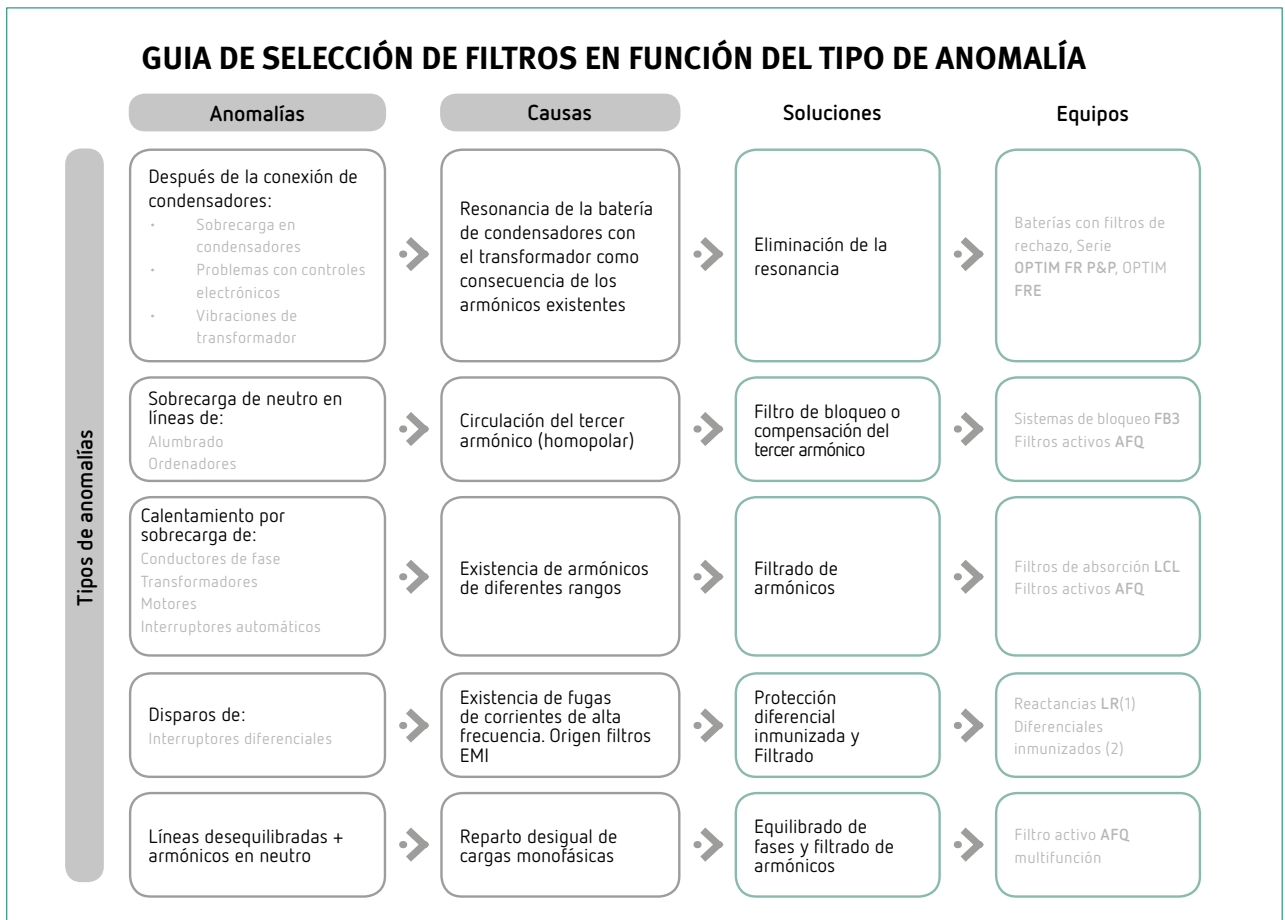 GUIA DE SELECCIÓN DE FILTROS EN FUNCIÓN DEL TIPO DE ANOMALÍA
Anomalías
Causas
Soluciones
Equipos
Tipos de anomalías
Después de la conexión de
condensadores:
• Sobrecarga en
condensadores
• Problemas con controles
electrónicos
• Vibraciones de
transformador
Resonancia de la batería
de condensadores con
el transformador como
consecuencia de los
armónicos existentes
Eliminación de la
resonancia
Baterías con filtros de
rechazo, Serie
OPTIM FR P&P, OPTIM
FRE
Sobrecarga de neutro en
líneas de:
Alumbrado
Ordenadores
Circulación del tercer
armónico (homopolar)
Filtro de bloqueo o
compensación del
tercer armónico
Sistemas de bloqueo FB3
Filtros activos AFQ
Calentamiento por
sobrecarga de:
Conductores de fase
Transformadores
Motores
Interruptores automáticos
Existencia de armónicos
de diferentes rangos
Filtrado de
armónicos
Filtros de absorción LCL
Filtros activos AFQ
Disparos de:
Interruptores diferenciales
Existencia de fugas
de corrientes de alta
frecuencia. Origen filtros
EMI
Protección
diferencial
inmunizada y
Filtrado
Reactancias LR(1)
Diferenciales
inmunizados (2)
Líneas desequilibradas +
armónicos en neutro
Reparto desigual de
cargas monofásicas
Equilibrado de
fases y filtrado de
armónicos
Filtro activo AFQ
multifunción